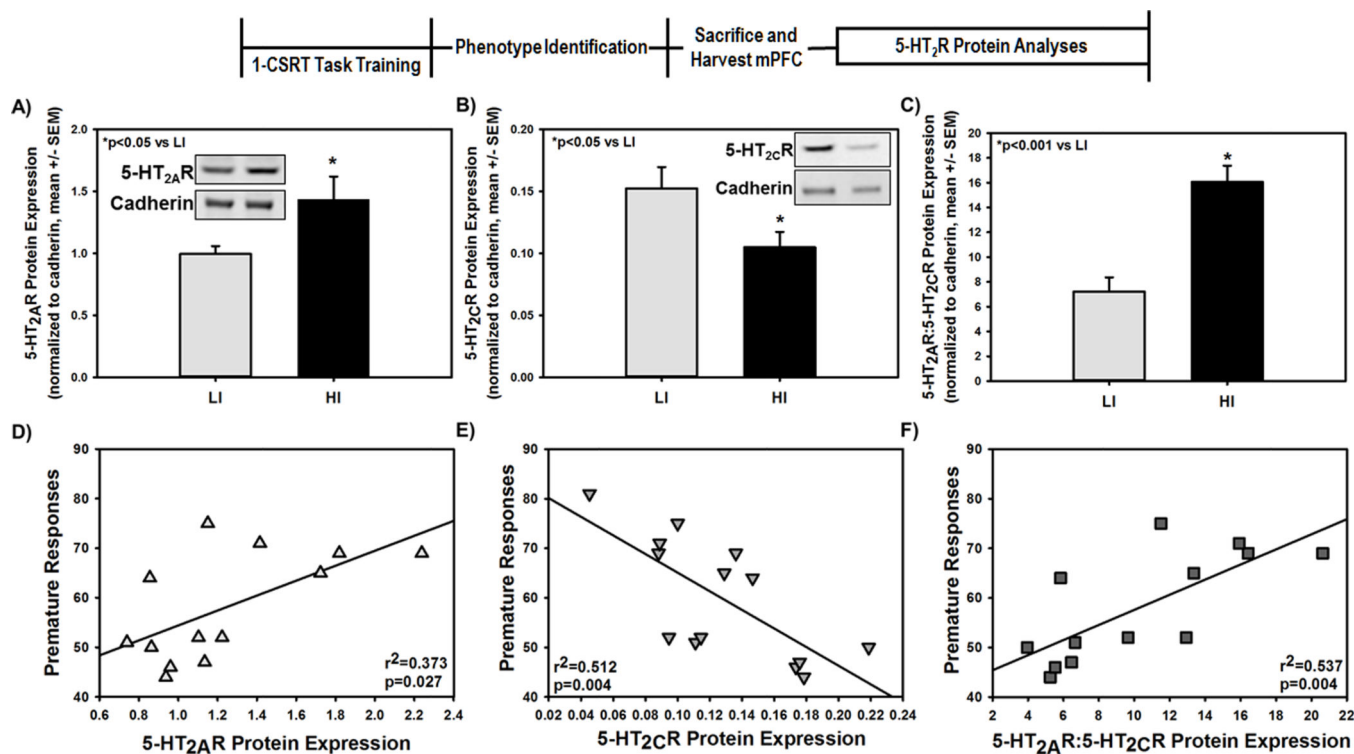 1-CSRT Task Training
Phenotype Identification
Sacrifice and
Harvest mPFC
5-HT2R Protein Analyses
A)
*p<0.05 vs LI
5-HT2AR
Cadherin
*
5-HT2AR Protein Expression
(normalized to cadherin, mean +/- SEM)
2.0
1.5
1.0
0.5
0.0
LI
HI
B)
*p<0.05 vs LI
5-HT2CR
Cadherin
*
5-HT2CR Protein Expression
(normalized to cadherin, mean +/- SEM)
0.20
0.15
0.10
0.05
0.00
LI
HI
C)
*p<0.001 vs LI
*
5-HT2AR:5-HT2CR Protein Expression
(normalized to cadherin, mean +/- SEM)
20
18
16
14
12
10
8
6
4
2
0
LI
HI
D)
Premature Responses
90
80
70
60
50
40
r2=0.373
p=0.027
0.6 0.8 1.0 1.2 1.4 1.6 1.8 2.0 2.2 2.4
5-HT2AR Protein Expression
E)
Premature Responses
90
80
70
60
50
40
r2=0.512
p=0.004
0.02 0.04 0.06 0.08 0.10 0.12 0.14 0.16 0.18 0.20 0.22 0.24
5-HT2CR Protein Expression
F)
Premature Responses
90
80
70
60
50
40
r2=0.537
p=0.004
2 4 6 8 10 12 14 16 18 20 22
5-HT2AR:5-HT2CR Protein Expression